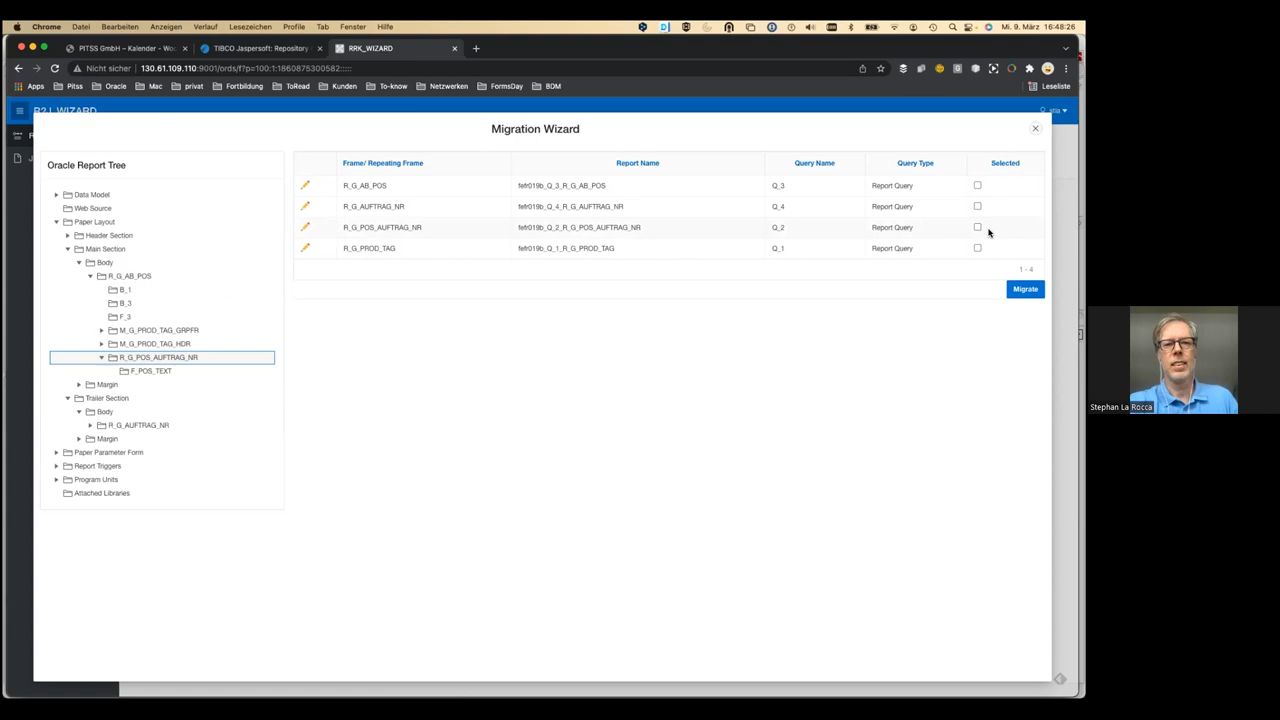 Chrome Datei Bearbeiten Anzeigen Verlauf Lesezeichen Profile Tab Fenster Hilfe Mi. 9. März 16:48:26
PITSS GmbH – Kalender - Wo TIBCO Jaspersoft: Repository RRK_WIZARD
Nicht sicher 130.61.109.110:9001/ords/f?p=100:1:1860875300582:::::
Apps Pitss Oracle Mac privat Fortbildung ToRead Kunden To-know Netzwerken FormsDay BDM Leseliste
Migration Wizard
Oracle Report Tree
Data Model
Web Source
Paper Layout
Header Section
Main Section
Body
R_G_AB_POS
B_1
B_3
F_3
M_G_PROD_TAG_GRPFR
M_G_PROD_TAG_HDR
R_G_POS_AUFTRAG_NR
F_POS_TEXT
Margin
Trailer Section
Body
R_G_AUFTRAG_NR
Margin
Paper Parameter Form
Report Triggers
Program Units
Attached Libraries
Frame/ Repeating Frame Report Name Query Name Query Type Selected
R_G_AB_POS fefr019b_Q_3_R_G_AB_POS Q_3 Report Query
R_G_AUFTRAG_NR fefr019b_Q_4_R_G_AUFTRAG_NR Q_4 Report Query
R_G_POS_AUFTRAG_NR fefr019b_Q_2_R_G_POS_AUFTRAG_NR Q_2 Report Query
R_G_PROD_TAG fefr019b_Q_1_R_G_PROD_TAG Q_1 Report Query
1 - 4
Migrate
Stephan La Rocca